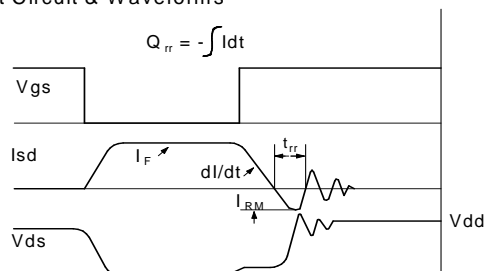 t Circuit & Waveforms
Q rr = - ∫ Idt
Vgs
Isd
I F
dI/dt
t rr
I RM
Vds
Vdd